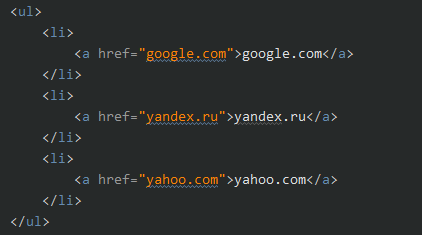 <ul>
<li>
<a href="google.com">google.com</a>
</li>
<li>
<a href="yandex.ru">yandex.ru</a>
</li>
<li>
<a href="yahoo.com">yahoo.com</a>
</li>
</ul>